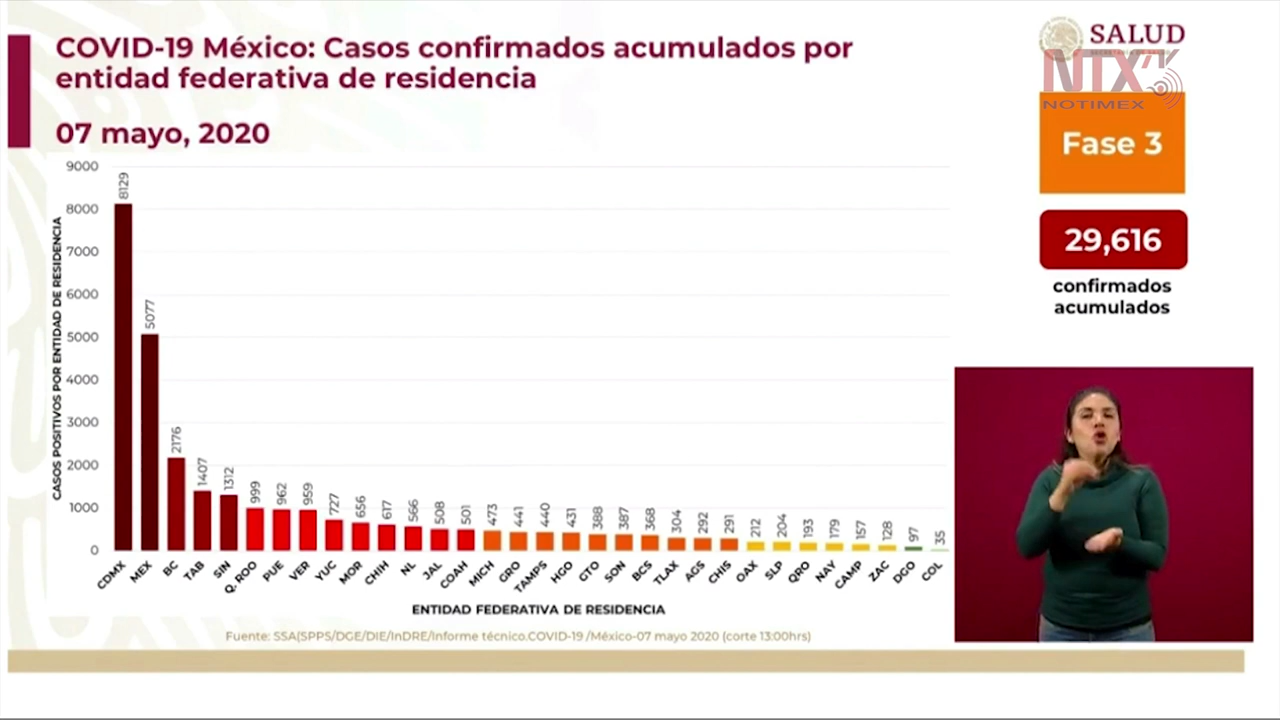 COVID-19 México: Casos confirmados acumulados por
entidad federativa de residencia
07 mayo, 2020
SALUD
NTX
NOTIMEX
Fase 3
29,616
confirmados
acumulados
CASOS POSITIVOS POR ENTIDAD DE RESIDENCIA
9000
8000
7000
6000
5000
4000
3000
2000
1000
0
8129
5077
2176
1407
1312
999
962
959
727
656
617
566
508
501
473
441
440
431
388
387
368
304
292
291
212
204
193
179
157
128
97
35
CDMX
MEX
BC
TAB
SIN
Q. ROO
PUE
VER
YUC
MOR
CHIH
NL
JAL
COAH
MICH
GRO
TAMPS
HGO
GTO
SON
BCS
TLAX
AGS
CHIS
OAX
SLP
QRO
NAY
CAMP
ZAC
DGO
COL
ENTIDAD FEDERATIVA DE RESIDENCIA
Fuente: SSA(SPPS/DGE/DIE/InDRE/Informe técnico.COVID-19 /México-07 mayo 2020 (corte 13:00hrs)